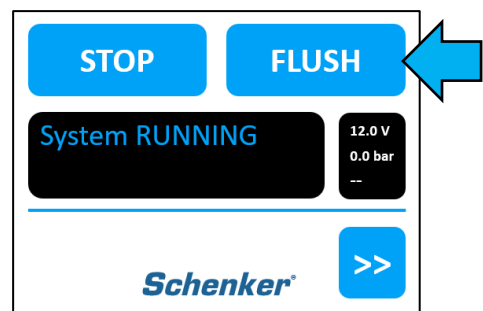 STOP FLUSH
System RUNNING
12.0 V
0.0 bar
--
Schenker®
>>